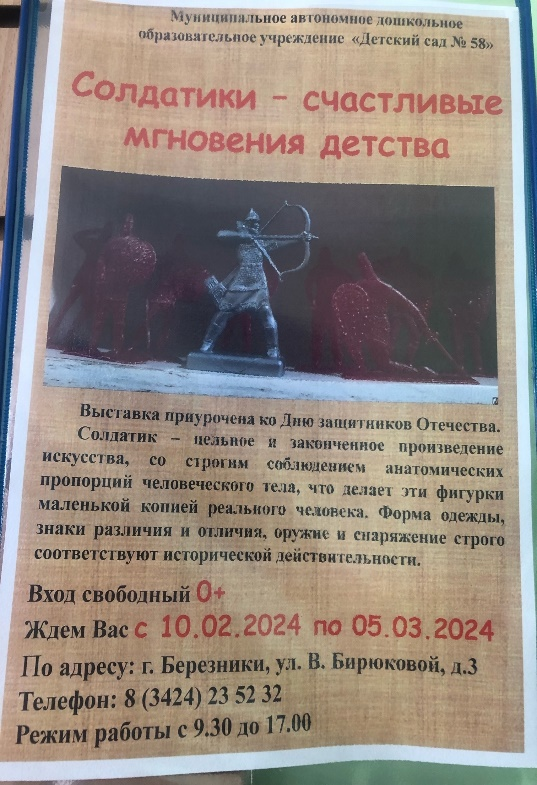 Муниципальное автономное дошкольное
образовательное учреждение «Детский сад № 58»
Солдатики – счастливые
мгновения детства
Выставка приурочена ко Дню защитников Отечества.
Солдатик – цельное и законченное произведение
искусства, со строгим соблюдением анатомических
пропорций человеческого тела, что делает эти фигурки
маленькой копией реального человека. Форма одежды,
знаки различия и отличия, оружие и снаряжение строго
соответствуют исторической действительности.
Вход свободный 0+
Ждем Вас с 10.02.2024 по 05.03.2024
По адресу: г. Березники, ул. В. Бирюковой, д.3
Телефон: 8 (3424) 23 52 32
Режим работы с 9.30 до 17.00